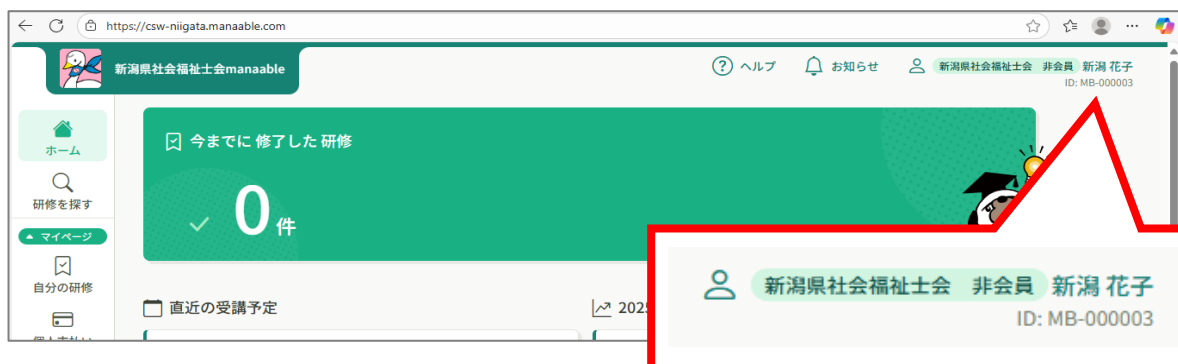 https://csw-niigata.manaable.com
新潟県社会福祉士会manaable
ヘルプ
お知らせ
新潟県社会福祉士会 非会員 新潟 花子
ID: MB-000003
ホーム
研修を探す
マイページ
自分の研修
今までに 修了した 研修
0件
直近の受講予定
新潟県社会福祉士会 非会員 新潟 花子
ID: MB-000003